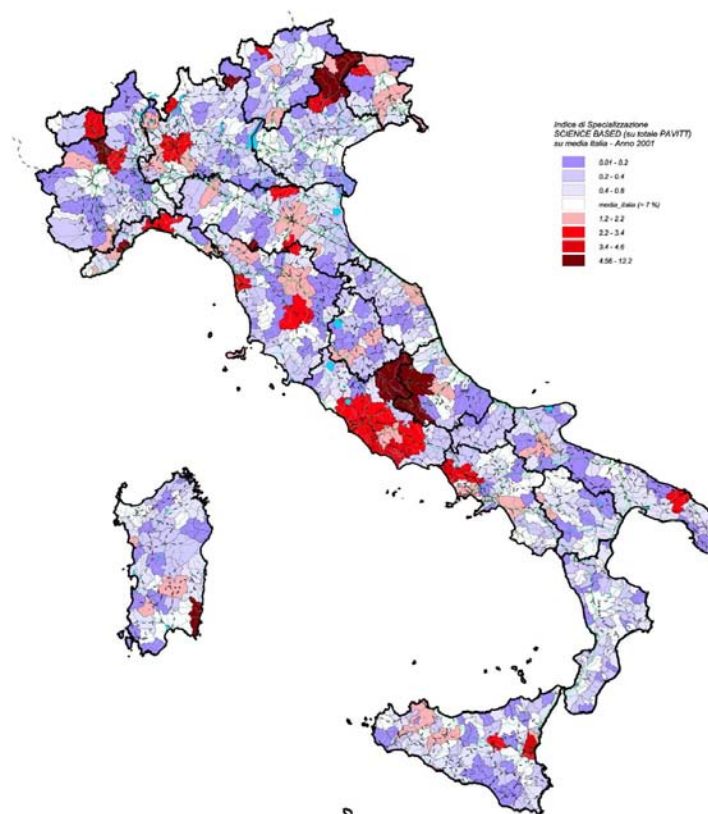 Indice di Specializzazione
SCIENCE BASED (su totale PAVITT)
su media Italia - Anno 2001
0.01 - 0.2
0.2 - 0.4
0.4 - 0.8
media_italia (= 7 %)
1.2 - 2.2
2.2 - 3.4
3.4 - 4.6
4.56 - 12.2